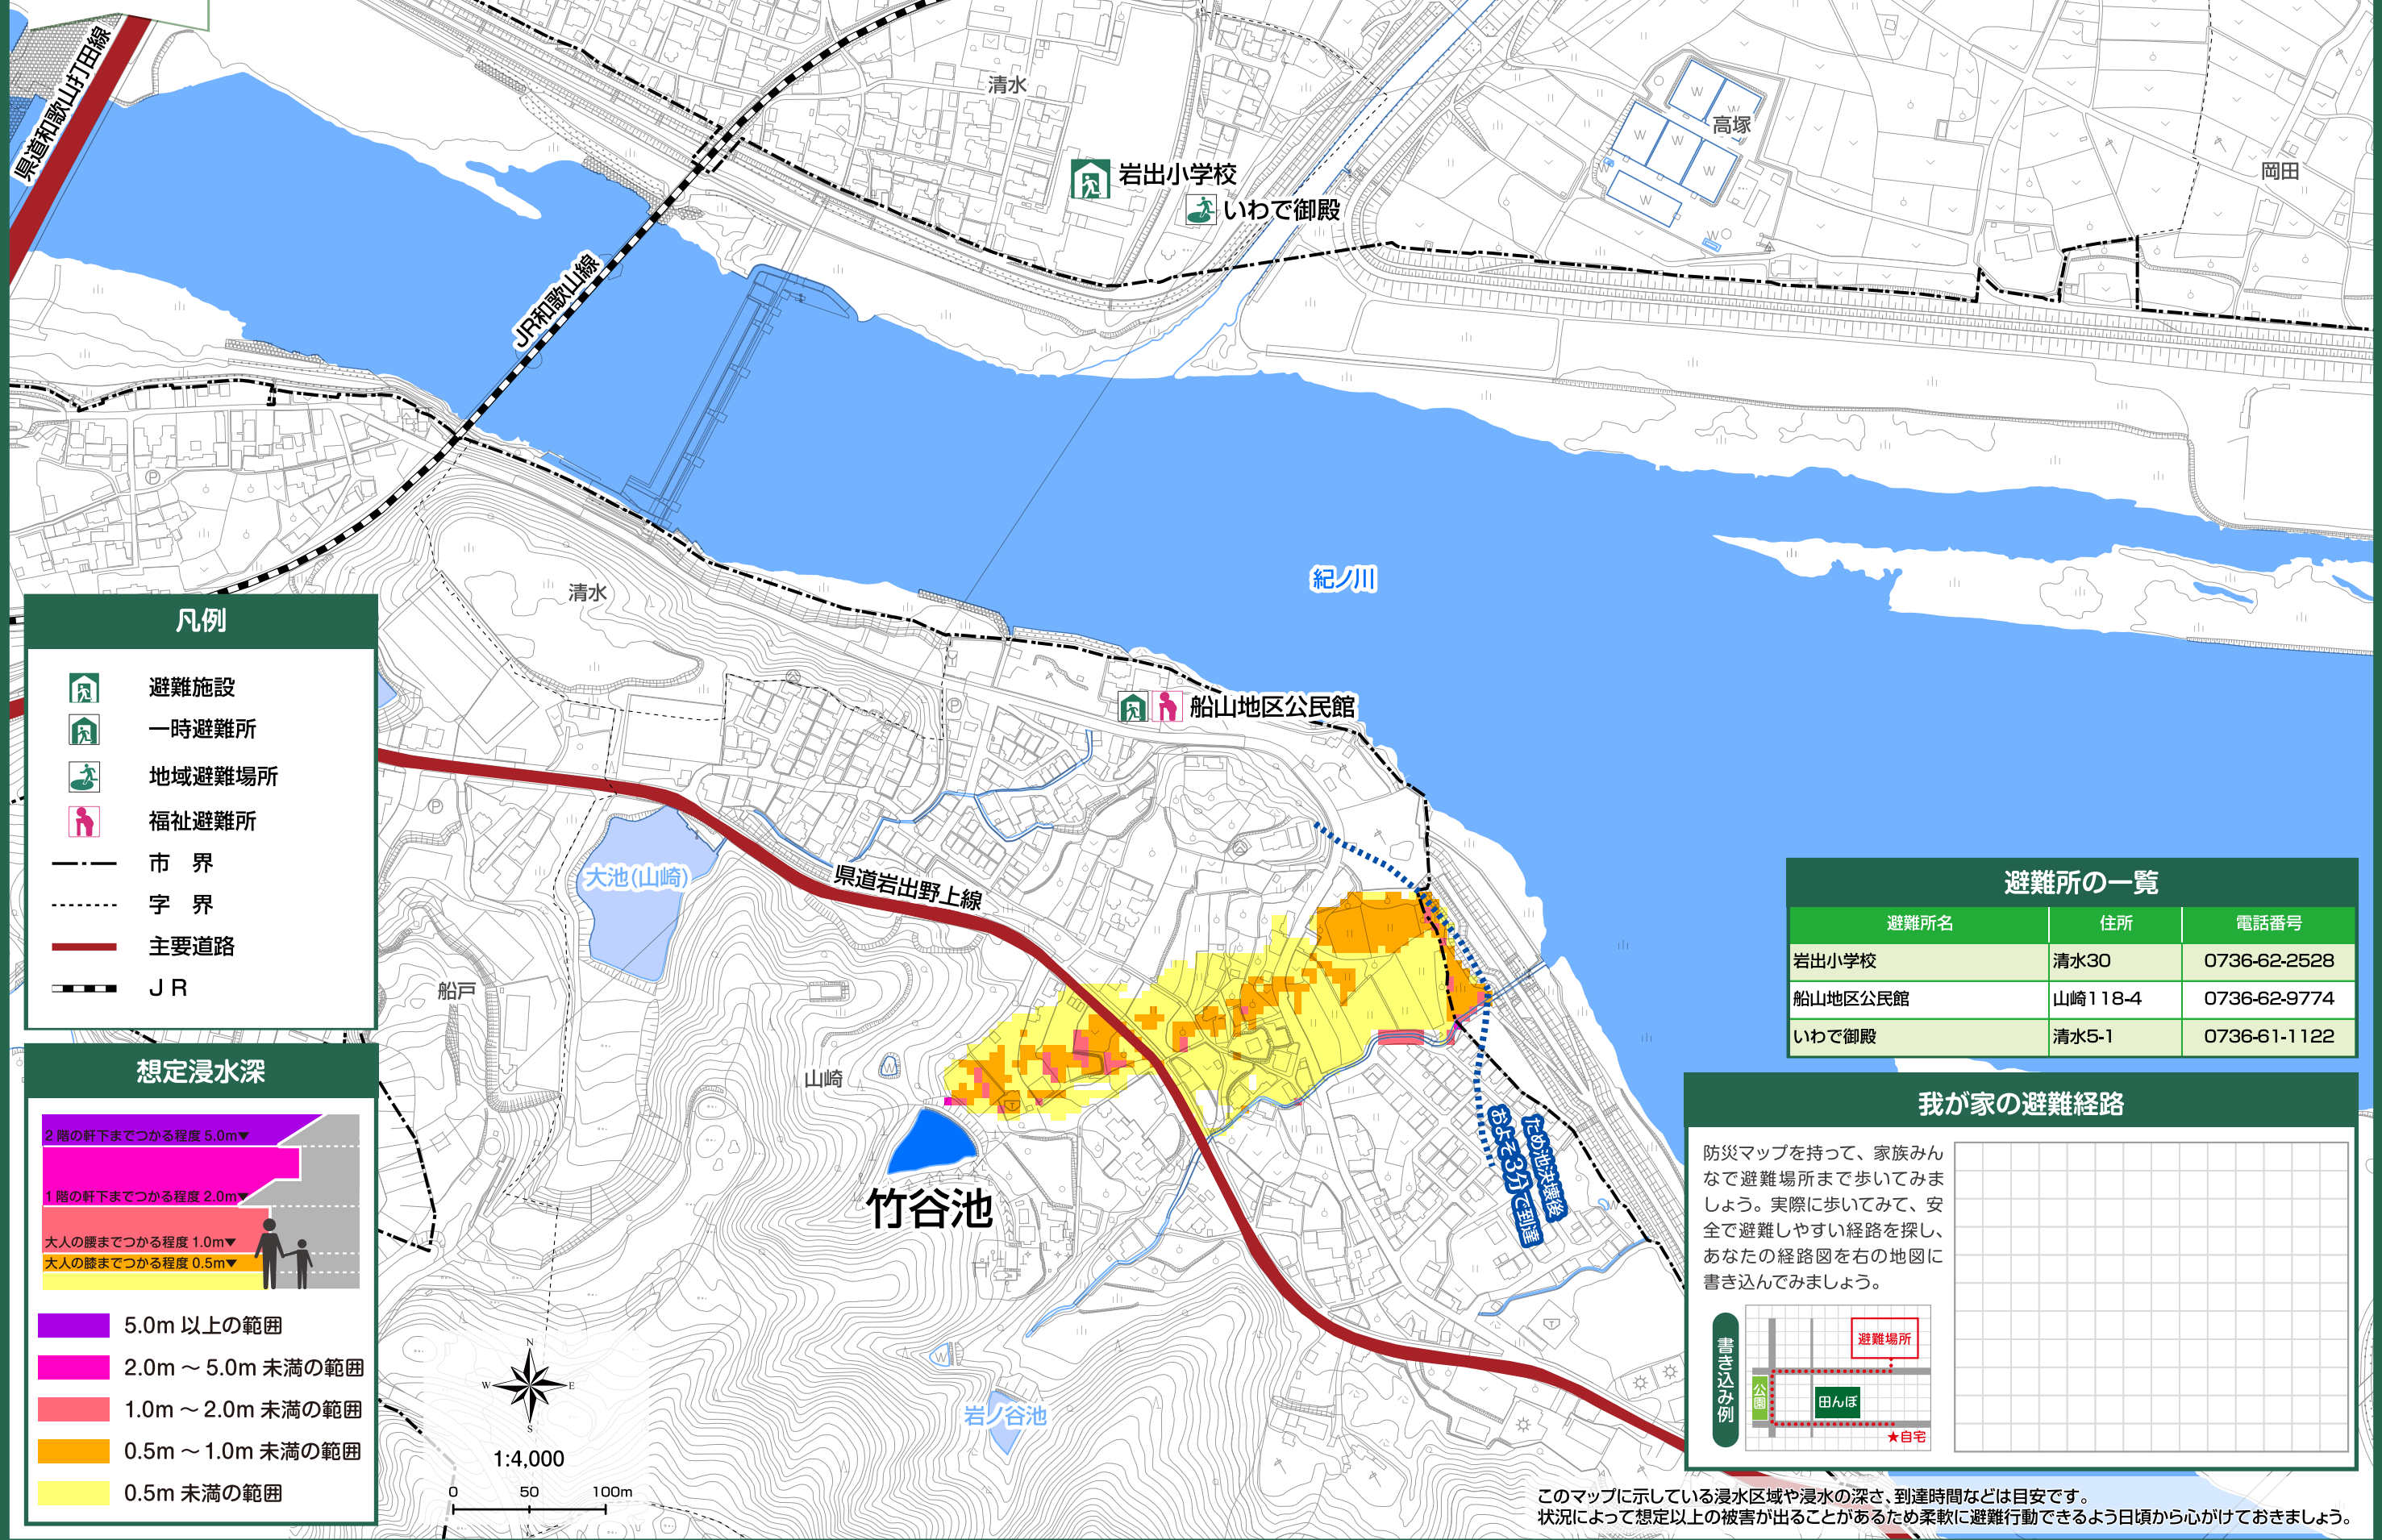 県道和歌山打田線
清水
高塚
岡田
岩出小学校
いわで御殿
JR和歌山線
紀ノ川
清水
船山地区公民館
大池(山崎)
県道岩出野上線
船戸
山崎
竹谷池
岩ノ谷池
ため池決壊後
およそ3分で到達
凡例
避難施設
一時避難所
地域避難場所
福祉避難所
市 界
字 界
主要道路
J R
想定浸水深
2階の軒下までつかる程度 5.0m▼
1階の軒下までつかる程度 2.0m▼
大人の腰までつかる程度 1.0m▼
大人の膝までつかる程度 0.5m▼
5.0m 以上の範囲
2.0m ～ 5.0m 未満の範囲
1.0m ～ 2.0m 未満の範囲
0.5m ～ 1.0m 未満の範囲
0.5m 未満の範囲
N
W E
S
1:4,000
0 50 100m
避難所の一覧
避難所名 住所 電話番号
岩出小学校 清水30 0736-62-2528
船山地区公民館 山崎118-4 0736-62-9774
いわで御殿 清水5-1 0736-61-1122
我が家の避難経路
防災マップを持って、家族みん
なで避難場所まで歩いてみま
しょう。実際に歩いてみて、安
全で避難しやすい経路を探し、
あなたの経路図を右の地図に
書き込んでみましょう。
書き込み例
避難場所
公園
田んぼ
★自宅
このマップに示している浸水区域や浸水の深さ、到達時間などは目安です。
状況によって想定以上の被害が出ることがあるため柔軟に避難行動できるよう日頃から心がけておきましょう。